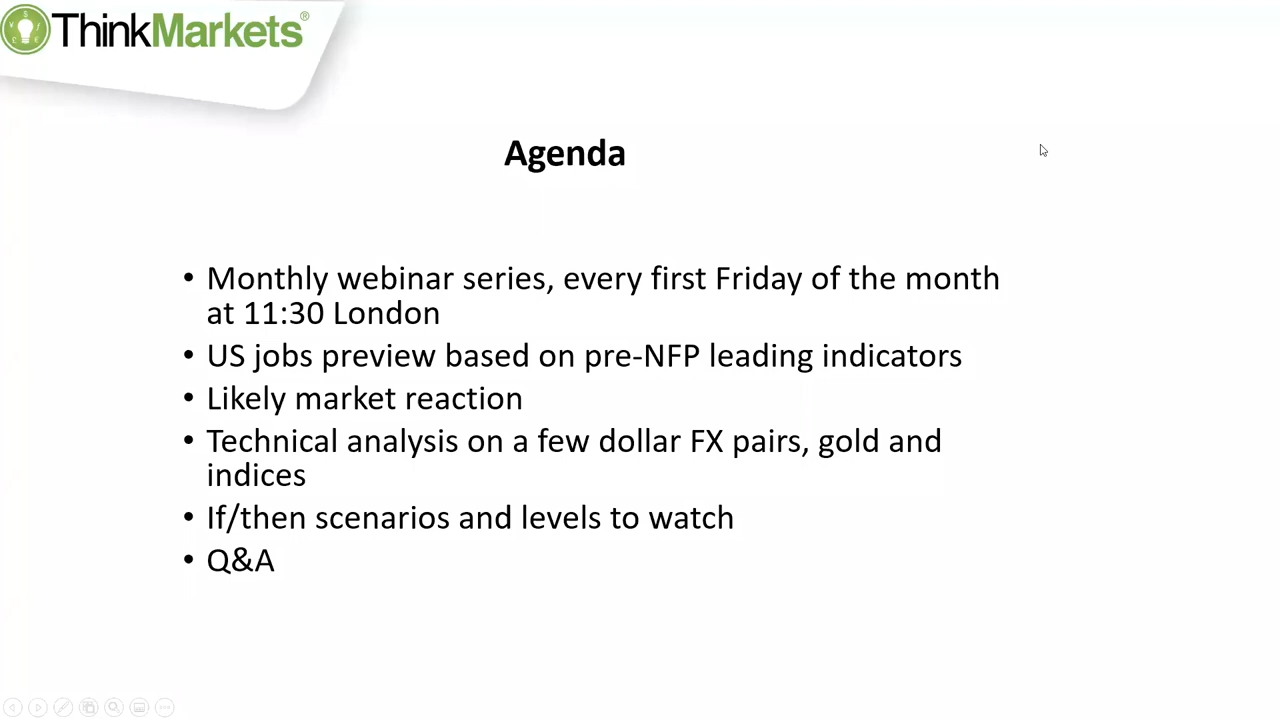 ThinkMarkets®
Agenda
• Monthly webinar series, every first Friday of the month
at 11:30 London
• US jobs preview based on pre-NFP leading indicators
• Likely market reaction
• Technical analysis on a few dollar FX pairs, gold and
indices
• If/then scenarios and levels to watch
• Q&A